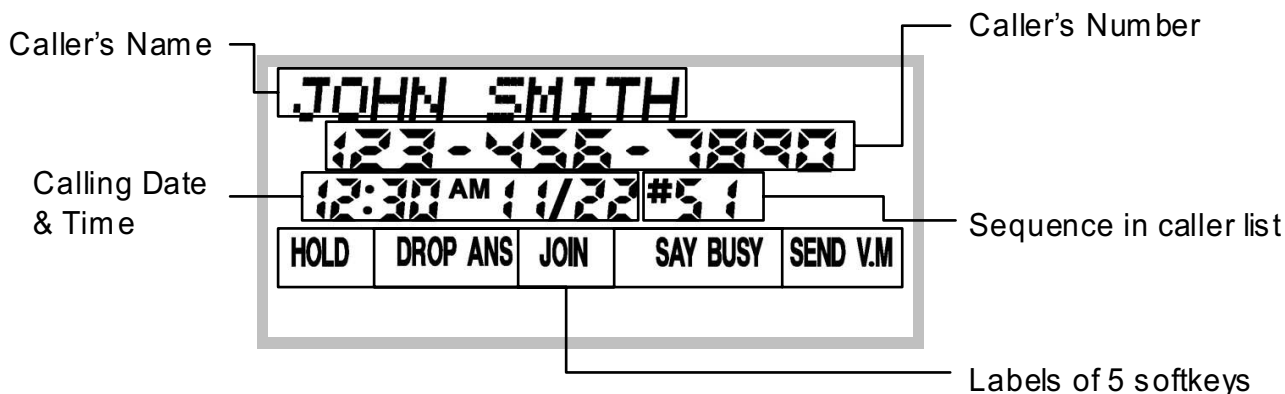 Caller's Name
Caller's Number
JOHN SMITH
123-456-7890
Calling Date
& Time
12:30 AM 11/22 #51
Sequence in caller list
HOLD DROP ANS JOIN SAY BUSY SEND V.M
Labels of 5 softkeys